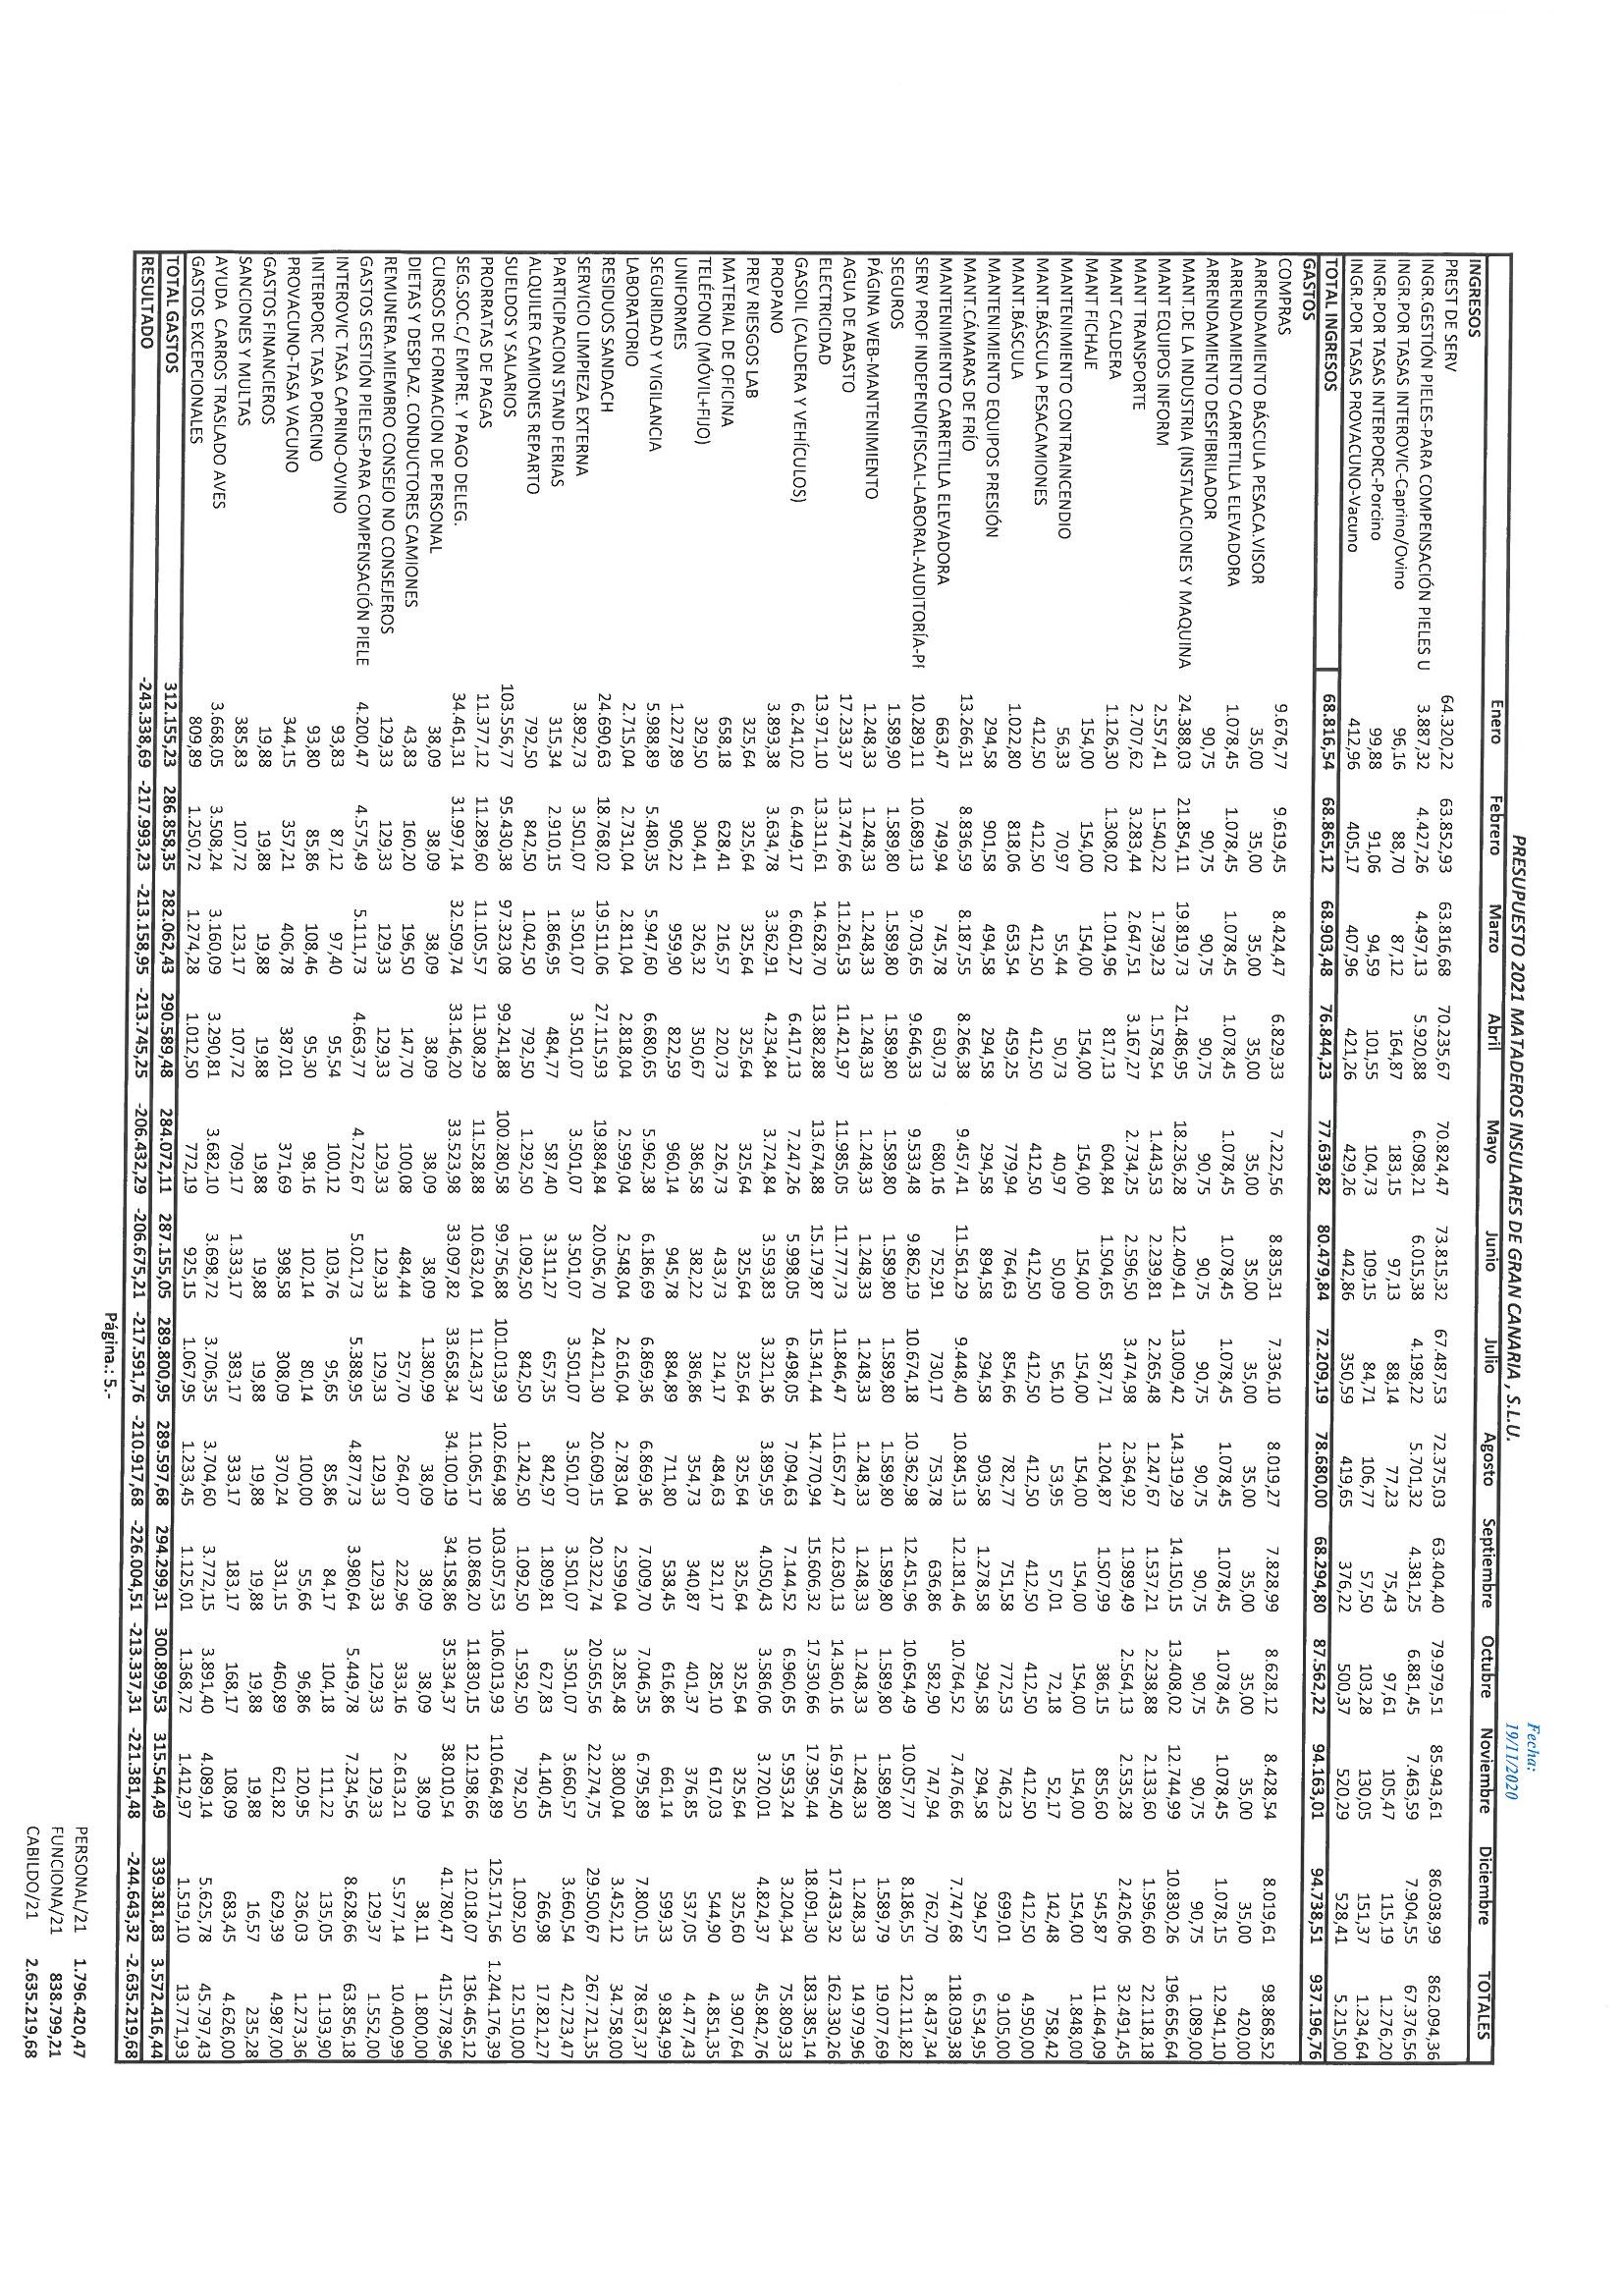 Fecha:
19/11/2020
PRESUPUESTO 2021 MATADEROS INSULARES DE GRAN CANARIA , S.L.U.
Enero Febrero Marzo Abril Mayo Junio Julio Agosto Septiembre Octubre Noviembre Diciembre TOTALES
INGRESOS
PREST DE SERV 64.320,22 63.852,93 63.816,68 70.235,67 70.824,47 73.815,32 67.487,53 72.375,03 63.404,40 79.979,51 85.943,61 86.038,99 862.094,36
INGR.GESTIÓN PIELES-PARA COMPENSACIÓN PIELES U 3.887,32 4.427,26 4.497,13 5.920,88 6.098,21 6.015,38 4.198,22 5.701,32 4.381,25 6.881,45 7.463,59 7.904,55 67.376,56
INGR.POR TASAS INTEROVIC-Caprino/Ovino 96,16 88,70 87,12 164,87 183,15 97,13 88,14 77,23 75,43 97,61 105,47 115,19 1.276,20
INGR.POR TASAS INTERPORC-Porcino 99,88 91,06 94,59 101,55 104,73 109,15 84,71 106,77 57,50 103,28 130,05 151,37 1.234,64
INGR.POR TASAS PROVACUNO-Vacuno 412,96 405,17 407,96 421,26 429,26 442,86 350,59 419,65 376,22 500,37 520,29 528,41 5.215,00
TOTAL INGRESOS 68.816,54 68.865,12 68.903,48 76.844,23 77.639,82 80.479,84 72.209,19 78.680,00 68.294,80 87.562,22 94.163,01 94.738,51 937.196,76
GASTOS
COMPRAS 9.676,77 9.619,45 8.424,47 6.829,33 7.222,56 8.835,31 7.336,10 8.019,27 7.828,99 8.628,12 8.428,54 8.019,61 98.868,52
ARRENDAMIENTO BÁSCULA PESACA.VISOR 35,00 35,00 35,00 35,00 35,00 35,00 35,00 35,00 35,00 35,00 35,00 35,00 420,00
ARRENDAMIENTO CARRETILLA ELEVADORA 1.078,45 1.078,45 1.078,45 1.078,45 1.078,45 1.078,45 1.078,45 1.078,45 1.078,45 1.078,45 1.078,45 1.078,15 12.941,10
ARRENDAMIENTO DESFIBRILADOR 90,75 90,75 90,75 90,75 90,75 90,75 90,75 90,75 90,75 90,75 90,75 90,75 1.089,00
MANT.DE LA INDUSTRIA (INSTALACIONES Y MAQUINA 24.388,03 21.854,11 19.819,73 21.486,95 18.236,28 12.409,41 13.009,42 14.319,29 14.150,15 13.408,02 12.744,99 10.830,26 196.656,64
MANT EQUIPOS INFORM 2.557,41 1.540,22 1.739,23 1.578,54 1.443,53 2.239,81 2.265,48 1.247,67 1.537,21 2.238,88 2.133,60 1.596,60 22.118,18
MANT TRANSPORTE 2.707,62 3.283,44 2.647,51 3.167,27 2.734,25 2.596,50 3.474,98 2.364,92 1.989,49 2.564,13 2.535,28 2.426,06 32.491,45
MANT CALDERA 1.126,30 1.308,02 1.014,96 817,13 604,84 1.504,65 587,71 1.204,87 1.507,99 386,15 855,60 545,87 11.464,09
MANT FICHAJE 154,00 154,00 154,00 154,00 154,00 154,00 154,00 154,00 154,00 154,00 154,00 154,00 1.848,00
MANTENIMIENTO CONTRAINCENDIO 56,33 70,97 55,44 50,73 40,97 50,09 56,10 53,95 57,01 72,18 52,17 142,48 758,42
MANT.BÁSCULA PESACAMIONES 412,50 412,50 412,50 412,50 412,50 412,50 412,50 412,50 412,50 412,50 412,50 412,50 4.950,00
MANT.BÁSCULA 1.022,80 818,06 653,54 459,25 779,94 764,63 854,66 782,77 751,58 772,53 746,23 699,01 9.105,00
MANTENIMIENTO EQUIPOS PRESIÓN 294,58 901,58 494,58 294,58 294,58 894,58 294,58 903,58 1.278,58 294,58 294,58 294,57 6.534,95
MANT.CÁMARAS DE FRÍO 13.266,31 8.836,59 8.187,55 8.266,38 9.457,41 11.561,29 9.448,40 10.845,13 12.181,46 10.764,52 7.476,66 7.747,68 118.039,38
MANTENIMIENTO CARRETILLA ELEVADORA 663,47 749,94 745,78 630,73 680,16 752,91 730,17 753,78 636,86 582,90 747,94 762,70 8.437,34
SERV PROF INDEPEND(FISCAL-LABORAL-AUDITORÍA-PI 10.289,11 10.689,13 9.703,65 9.646,33 9.533,48 9.862,19 10.674,18 10.362,98 12.451,96 10.654,49 10.057,77 8.186,55 122.111,82
SEGUROS 1.589,90 1.589,80 1.589,80 1.589,80 1.589,80 1.589,80 1.589,80 1.589,80 1.589,80 1.589,80 1.589,80 1.589,79 19.077,69
PÁGINA WEB-MANTENIMIENTO 1.248,33 1.248,33 1.248,33 1.248,33 1.248,33 1.248,33 1.248,33 1.248,33 1.248,33 1.248,33 1.248,33 1.248,33 14.979,96
AGUA DE ABASTO 17.233,37 13.747,66 11.261,53 11.421,97 11.985,05 11.777,73 11.846,47 11.657,47 12.630,13 14.360,16 16.975,40 17.433,32 162.330,26
ELECTRICIDAD 13.971,10 13.311,61 14.628,70 13.882,88 13.674,88 15.179,87 15.341,44 14.770,94 15.606,32 17.530,66 17.395,44 18.091,30 183.385,14
GASOIL (CALDERA Y VEHÍCULOS) 6.241,02 6.449,17 6.601,27 6.417,13 7.247,26 5.998,05 6.498,05 7.094,63 7.144,52 6.960,65 5.953,24 3.204,34 75.809,33
PROPANO 3.893,38 3.634,78 3.362,91 4.234,84 3.724,84 3.593,83 3.321,36 3.895,95 4.050,43 3.586,06 3.720,01 4.824,37 45.842,76
PREV RIESGOS LAB 325,64 325,64 325,64 325,64 325,64 325,64 325,64 325,64 325,64 325,64 325,64 325,60 3.907,64
MATERIAL DE OFICINA 658,18 628,41 216,57 220,73 226,73 433,73 214,17 484,63 321,17 285,10 617,03 544,90 4.851,35
TELÉFONO (MÓVIL+FIJO) 329,50 304,41 326,32 350,67 386,58 382,22 386,86 354,73 340,87 401,37 376,85 537,05 4.477,43
UNIFORMES 1.227,89 906,22 959,90 822,59 960,14 945,78 884,89 711,80 538,45 616,86 661,14 599,33 9.834,99
SEGURIDAD Y VIGILANCIA 5.988,89 5.480,35 5.947,60 6.680,65 5.962,38 6.186,69 6.869,36 6.869,36 7.009,70 7.046,35 6.795,89 7.800,15 78.637,37
LABORATORIO 2.715,04 2.731,04 2.811,04 2.818,04 2.599,04 2.548,04 2.616,04 2.783,04 2.599,04 3.285,48 3.800,04 3.452,12 34.758,00
RESIDUOS SANDACH 24.690,63 18.768,02 19.511,06 27.115,93 19.884,84 20.056,70 24.421,30 20.609,15 20.322,74 20.565,56 22.274,75 29.500,67 267.721,35
SERVICIO LIMPIEZA EXTERNA 3.892,73 3.501,07 3.501,07 3.501,07 3.501,07 3.501,07 3.501,07 3.501,07 3.501,07 3.501,07 3.660,57 3.660,54 42.723,47
PARTICIPACION STAND FERIAS 315,34 2.910,15 1.866,95 484,77 587,40 3.311,27 657,35 842,97 1.809,81 627,83 4.140,45 266,98 17.821,27
ALQUILER CAMIONES REPARTO 792,50 842,50 1.042,50 792,50 1.292,50 1.092,50 842,50 1.242,50 1.092,50 1.592,50 792,50 1.092,50 12.510,00
SUELDOS Y SALARIOS 103.556,77 95.430,38 97.323,08 99.241,88 100.280,58 99.756,88 101.013,93 102.664,98 103.057,53 106.013,93 110.664,89 125.171,56 1.244.176,39
PRORRATAS DE PAGAS 11.377,12 11.289,60 11.105,57 11.308,29 11.528,88 10.632,04 11.243,37 11.065,17 10.868,20 11.830,15 12.198,66 12.018,07 136.465,12
SEG.SOC.C/ EMPRE. Y PAGO DELEG. 34.461,31 31.997,14 32.509,74 33.146,20 33.523,98 33.097,82 33.658,34 34.100,19 34.158,86 35.334,37 38.010,54 41.780,47 415.778,96
CURSOS DE FORMACION DE PERSONAL 38,09 38,09 38,09 38,09 38,09 38,09 1.380,99 38,09 38,09 38,09 38,09 38,11 1.800,00
DIETAS Y DESPLAZ. CONDUCTORES CAMIONES 43,83 160,20 196,50 147,70 100,08 484,44 257,70 264,07 222,96 333,16 2.613,21 5.577,14 10.400,99
REMUNERA.MIEMBRO CONSEJO NO CONSEJEROS 129,33 129,33 129,33 129,33 129,33 129,33 129,33 129,33 129,33 129,33 129,33 129,37 1.552,00
GASTOS GESTIÓN PIELES-PARA COMPENSACIÓN PIELE 4.200,47 4.575,49 5.111,73 4.663,77 4.722,67 5.021,73 5.388,95 4.877,73 3.980,64 5.449,78 7.234,56 8.628,66 63.856,18
INTEROVIC TASA CAPRINO-OVINO 93,83 87,12 97,40 95,54 100,12 103,76 95,65 85,86 84,17 104,18 111,22 135,05 1.193,90
INTERPORC TASA PORCINO 93,80 85,86 108,46 95,30 98,16 102,14 80,14 100,00 55,66 96,86 120,95 236,03 1.273,36
PROVACUNO-TASA VACUNO 344,15 357,21 406,78 387,01 371,69 398,58 308,09 370,24 331,15 460,89 621,82 629,39 4.987,00
GASTOS FINANCIEROS 19,88 19,88 19,88 19,88 19,88 19,88 19,88 19,88 19,88 19,88 19,88 16,57 235,28
SANCIONES Y MULTAS 385,83 107,72 123,17 107,72 709,17 1.333,17 383,17 333,17 183,17 168,17 108,09 683,45 4.626,00
AYUDA CARROS TRASLADO AVES 3.668,05 3.508,24 3.160,09 3.290,81 3.682,10 3.698,72 3.706,35 3.704,60 3.772,15 3.891,40 4.089,14 5.625,78 45.797,43
GASTOS EXCEPCIONALES 809,89 1.250,72 1.274,28 1.012,50 772,19 925,15 1.067,95 1.233,45 1.125,01 1.368,72 1.412,97 1.519,10 13.771,93
TOTAL GASTOS 312.155,23 286.858,35 282.062,43 290.589,48 284.072,11 287.155,05 289.800,95 289.597,68 294.299,31 300.899,53 315.544,49 339.381,83 3.572.416,44
RESULTADO -243.338,69 -217.993,23 -213.158,95 -213.745,25 -206.432,29 -206.675,21 -217.591,76 -210.917,68 -226.004,51 -213.337,31 -221.381,48 -244.643,32 -2.635.219,68
Página.: 5.-
PERSONAL/21 1.796.420,47
FUNCIONA/21 838.799,21
CABILDO/21 2.635.219,68